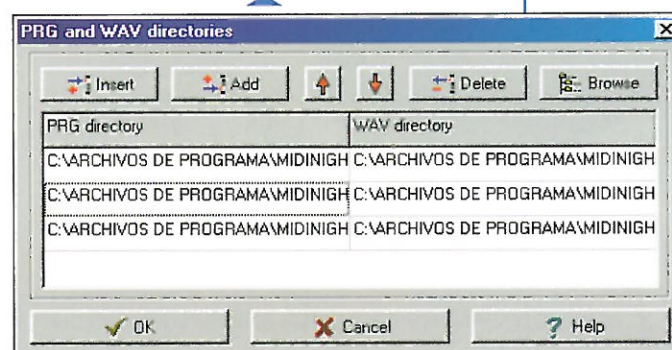 PRG and WAV directories
Insert Add Delete Browse
PRG directory WAV directory
C:\ARCHIVOS DE PROGRAMA\MIDINIGH C:\ARCHIVOS DE PROGRAMA\MIDINIGH
C:\ARCHIVOS DE PROGRAMA\MIDINIGH C:\ARCHIVOS DE PROGRAMA\MIDINIGH
C:\ARCHIVOS DE PROGRAMA\MIDINIGH C:\ARCHIVOS DE PROGRAMA\MIDINIGH
OK Cancel Help